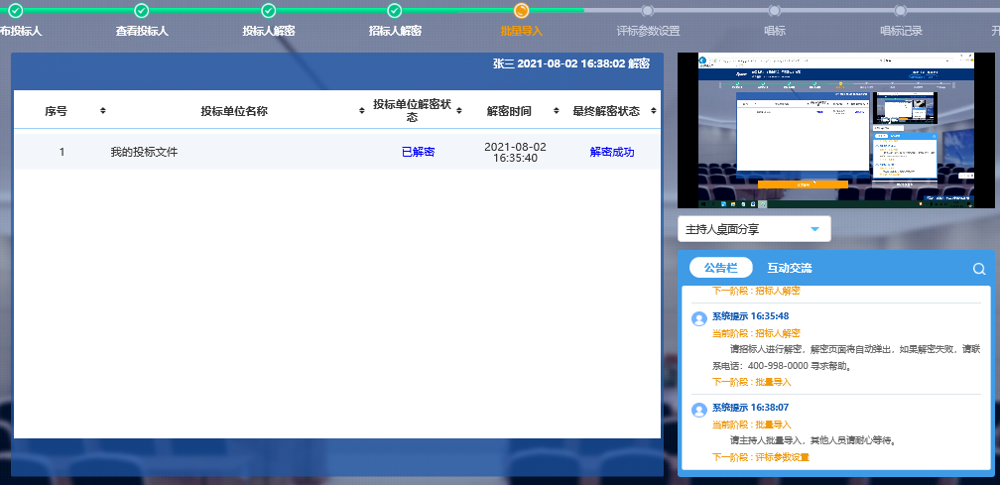 布投标人
查看投标人
投标人解密
招标人解密
批量导入
评标参数设置
唱标
唱标记录
开
张三 2021-08-02 16:38:02 解密
序号
投标单位名称
投标单位解密状
态
解密时间
最终解密状态
1
我的投标文件
已解密
2021-08-02
16:35:40
解密成功
主持人桌面分享
公告栏
互动交流
下一阶段 : 招标人解密
系统提示 16:35:48
当前阶段 : 招标人解密
请招标人进行解密，解密页面将自动弹出，如果解密失败，请联
系电话：400-998-0000 寻求帮助。
下一阶段 : 批量导入
系统提示 16:38:07
当前阶段 : 批量导入
请主持人批量导入，其他人员请耐心等待。
下一阶段 : 评标参数设置